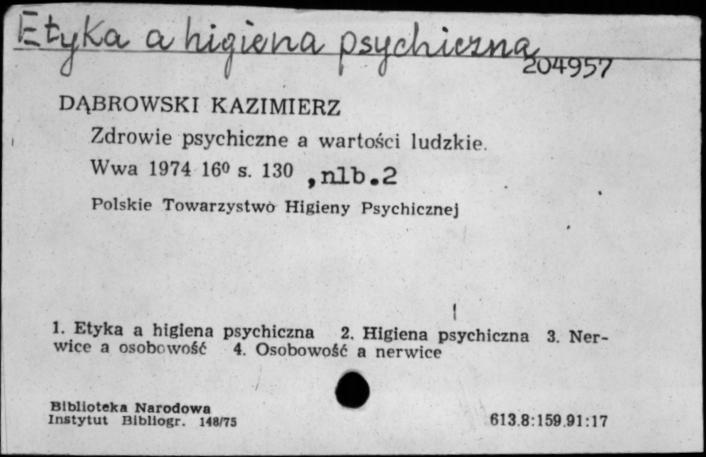 Etyka a higiena psychiczna
204957
DĄBROWSKI KAZIMIERZ
Zdrowie psychiczne a wartości ludzkie.
Wwa 1974 16⁰ s. 130 ,nlb.2
Polskie Towarzystwo Higieny Psychicznej
1. Etyka a higiena psychiczna 2. Higiena psychiczna 3. Ner-
wice a osobowość 4. Osobowość a nerwice
Biblioteka Narodowa
Instytut Bibliogr. 148/75
613.8:159.91:17